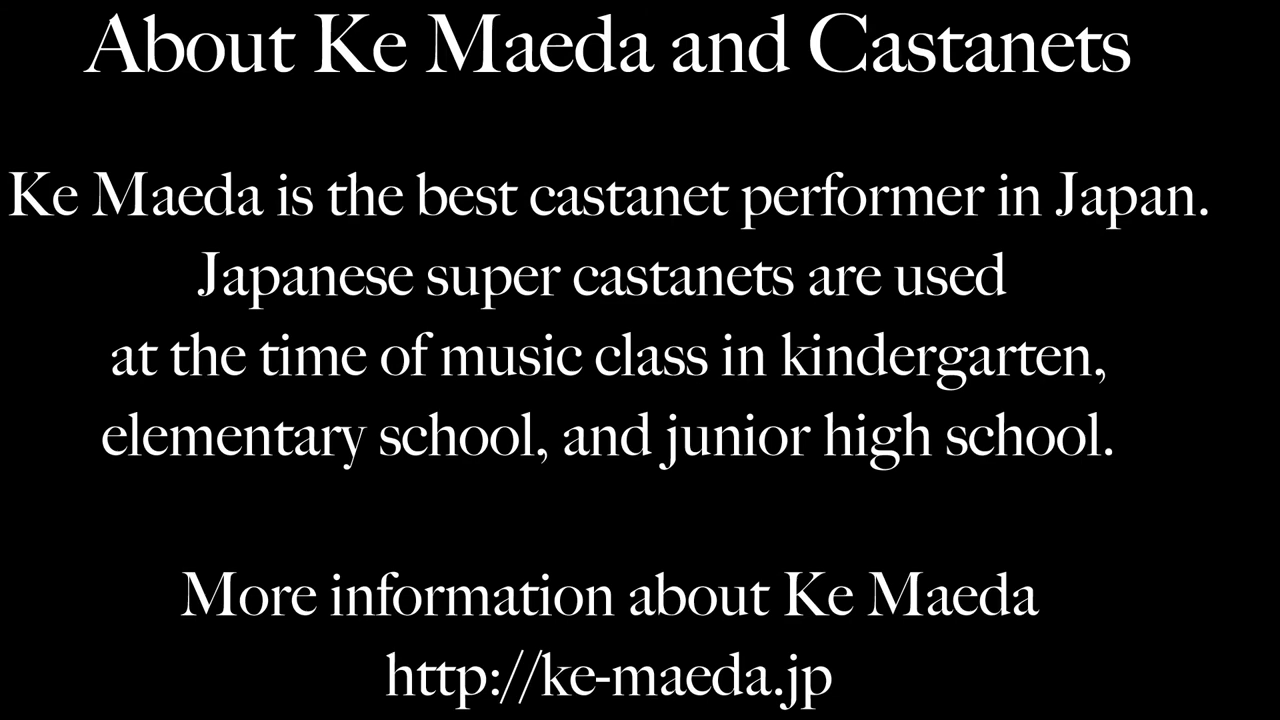 About Ke Maeda and Castanets
Ke Maeda is the best castanet performer in Japan.
Japanese super castanets are used
at the time of music class in kindergarten,
elementary school, and junior high school.
More information about Ke Maeda
http://ke-maeda.jp